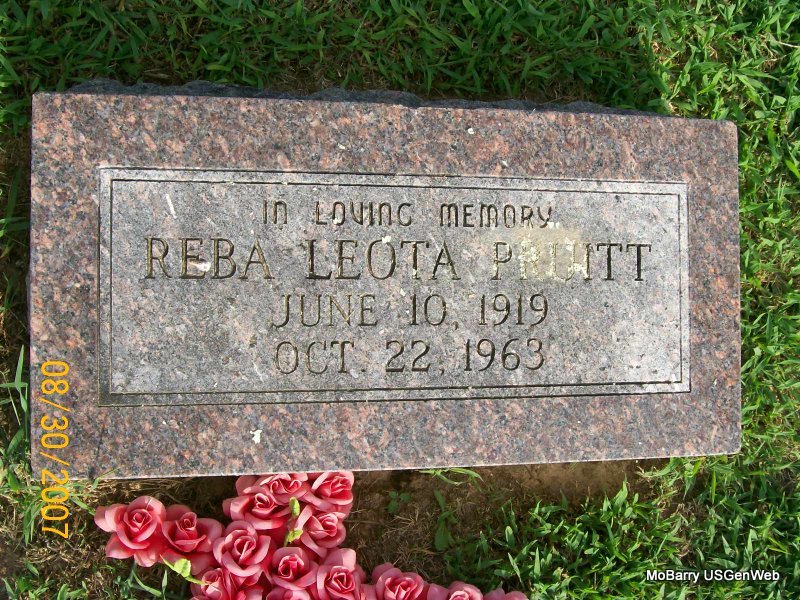 IN LOVING MEMORY
REBA LEOTA PRUITT
JUNE 10, 1919
OCT. 22, 1963
08/30/2007
MoBarry USGenWeb